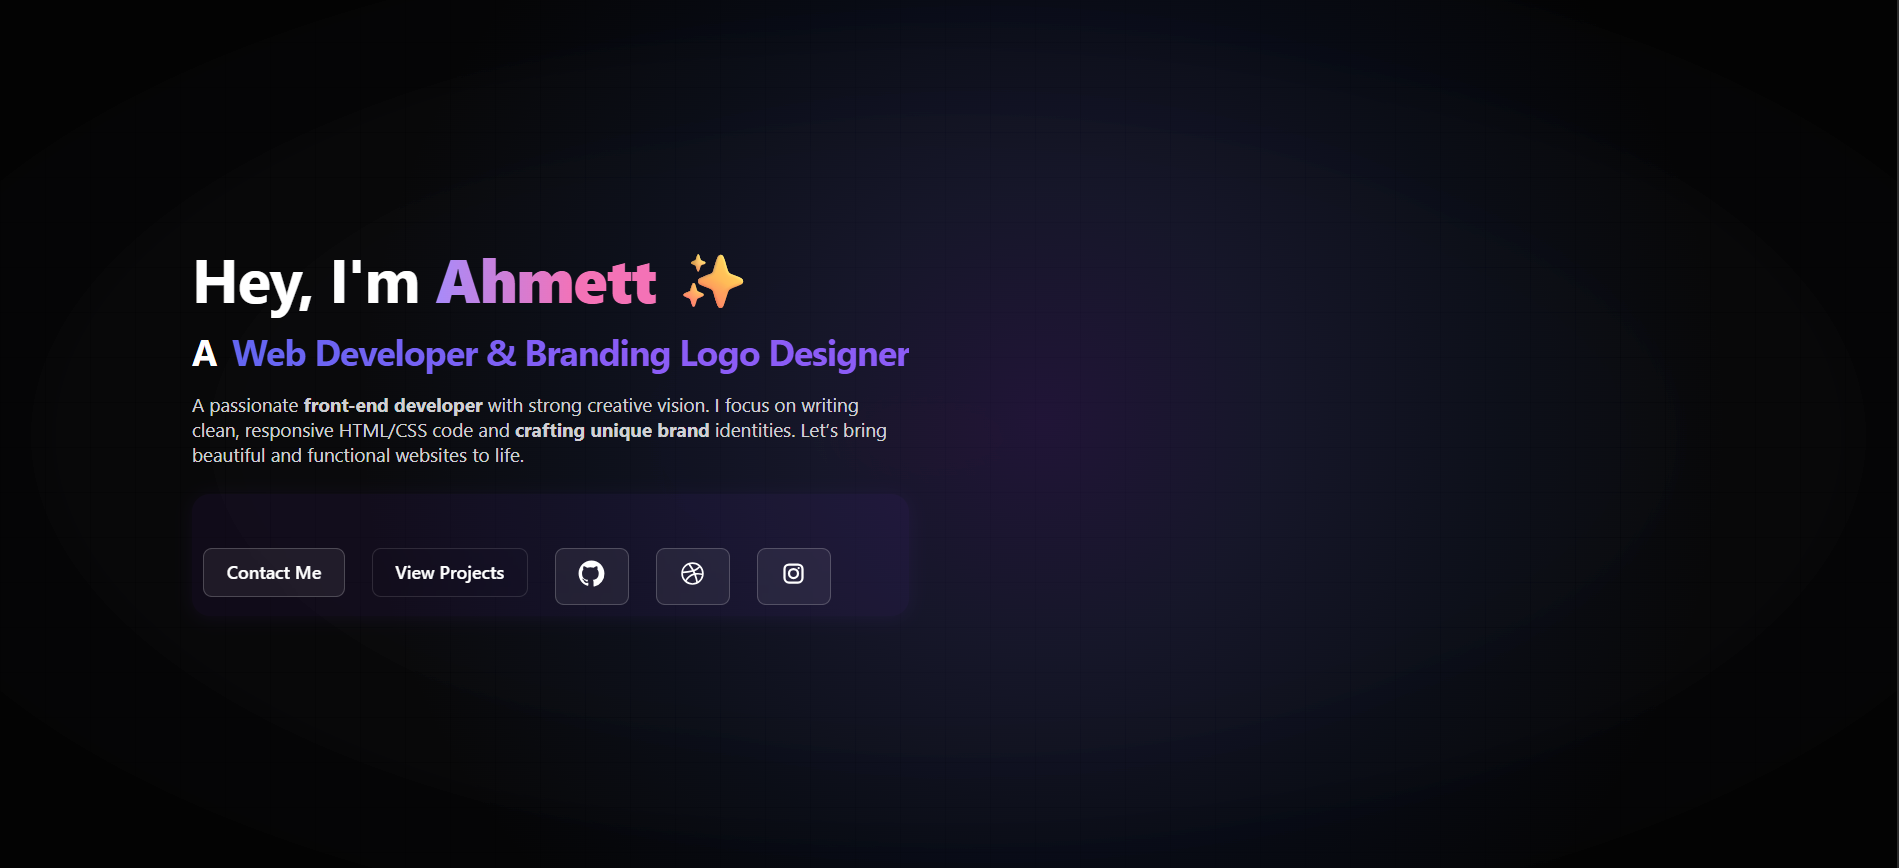 Hey, I'm Ahmett ✨
A Web Developer & Branding Logo Designer
A passionate front-end developer with strong creative vision. I focus on writing
clean, responsive HTML/CSS code and crafting unique brand identities. Let’s bring
beautiful and functional websites to life.
Contact Me View Projects